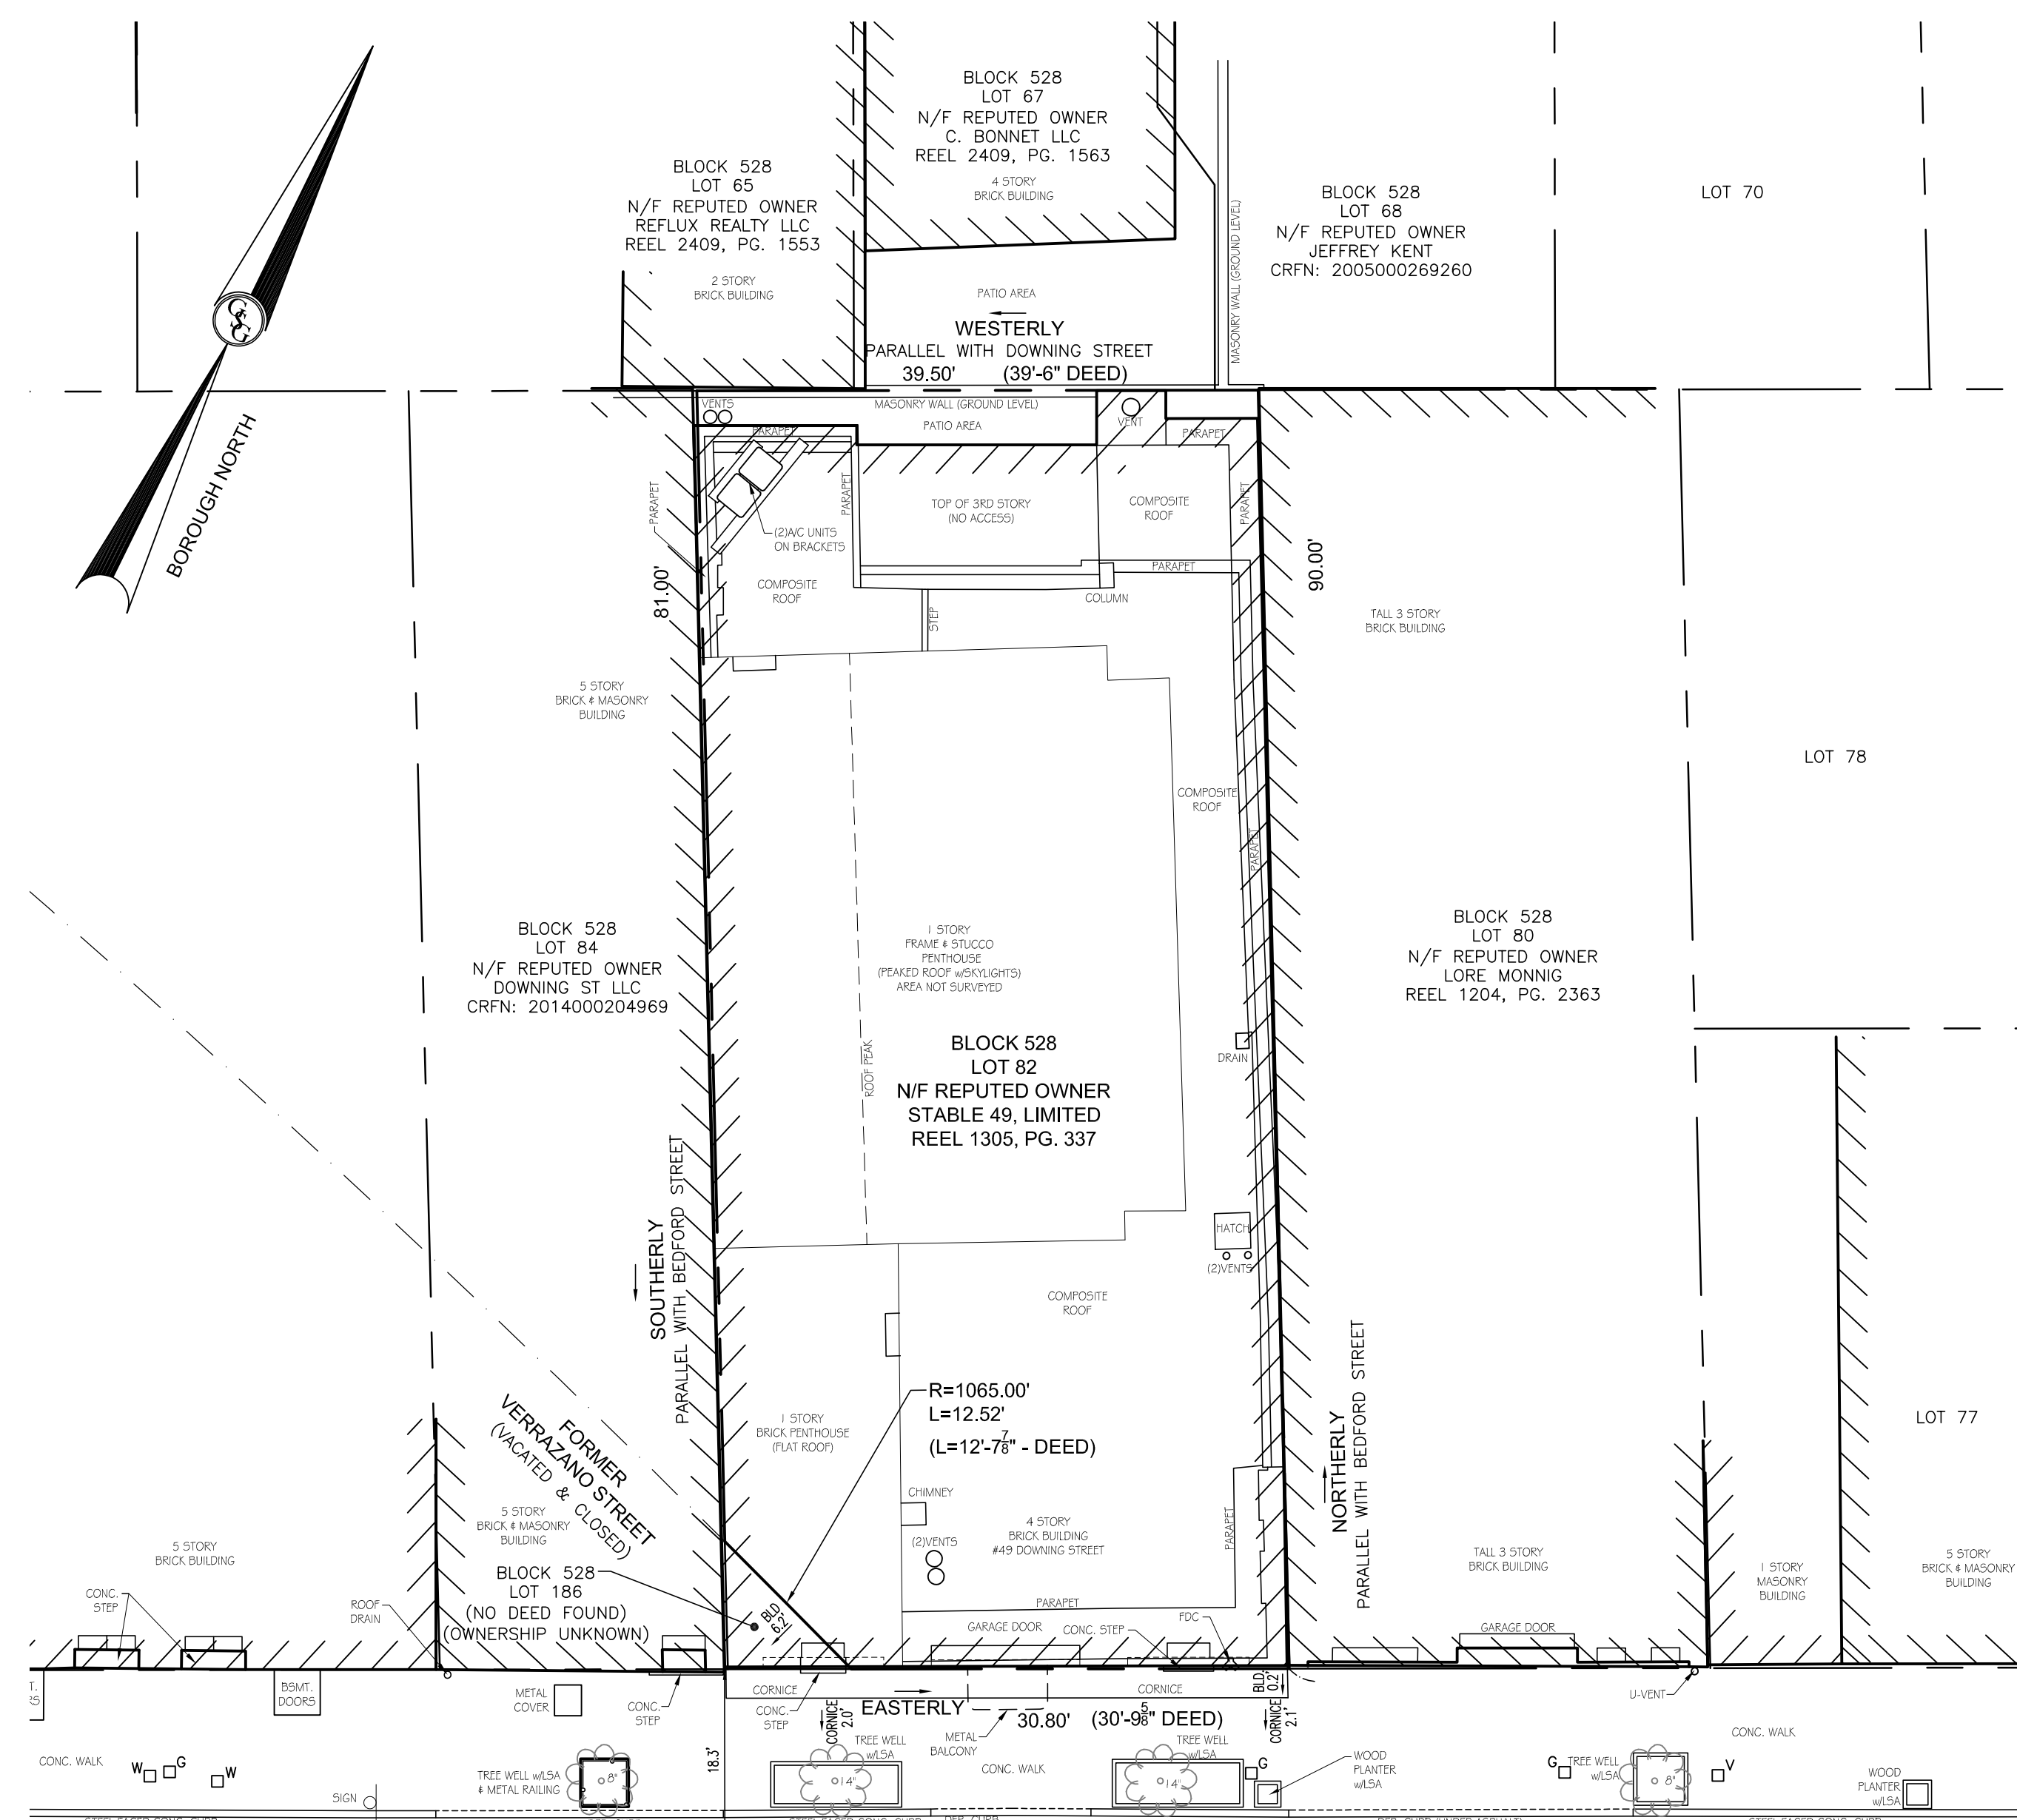 BLOCK 528
LOT 67
N/F REPUTED OWNER
C. BONNET LLC
REEL 2409, PG. 1563
4 STORY
BRICK BUILDING
BLOCK 528
LOT 65
N/F REPUTED OWNER
REFLUX REALTY LLC
REEL 2409, PG. 1553
2 STORY
BRICK BUILDING
BLOCK 528
LOT 68
N/F REPUTED OWNER
JEFFREY KENT
CRFN: 2005000269260
LOT 70
MASONRY WALL (GROUND LEVEL)
GSG
BOROUGH NORTH
PATIO AREA
WESTERLY
PARALLEL WITH DOWNING STREET
39.50' (39'-6" DEED)
VENTS
MASONRY WALL (GROUND LEVEL)
PATIO AREA
VENT
PARAPET
PARAPET
PARAPET
PARAPET
PARAPET
TOP OF 3RD STORY
(NO ACCESS)
COMPOSITE
ROOF
(2)A/C UNITS
ON BRACKETS
COMPOSITE
ROOF
PARAPET
COLUMN
STEP
81.00'
90.00'
TALL 3 STORY
BRICK BUILDING
5 STORY
BRICK & MASONRY
BUILDING
LOT 78
COMPOSITE
ROOF
PARAPET
BLOCK 528
LOT 84
N/F REPUTED OWNER
DOWNING ST LLC
CRFN: 2014000204969
1 STORY
FRAME & STUCCO
PENTHOUSE
(PEAKED ROOF w/SKYLIGHTS)
AREA NOT SURVEYED
BLOCK 528
LOT 80
N/F REPUTED OWNER
LORE MONNIG
REEL 1204, PG. 2363
ROOF PEAK
BLOCK 528
LOT 82
N/F REPUTED OWNER
STABLE 49, LIMITED
REEL 1305, PG. 337
DRAIN
HATCH
(2)VENTS
SOUTHERLY
PARALLEL WITH BEDFORD STREET
COMPOSITE
ROOF
R=1065.00'
L=12.52'
(L=12'-7⅞" - DEED)
NORTHERLY
PARALLEL WITH BEDFORD STREET
LOT 77
1 STORY
BRICK PENTHOUSE
(FLAT ROOF)
FORMER
VERRAZANO STREET
(VACATED & CLOSED)
CHIMNEY
(2)VENTS
4 STORY
BRICK BUILDING
#49 DOWNING STREET
PARAPET
PARAPET
5 STORY
BRICK BUILDING
5 STORY
BRICK & MASONRY
BUILDING
BLOCK 528
LOT 186
(NO DEED FOUND)
(OWNERSHIP UNKNOWN)
BLD
6.2'
TALL 3 STORY
BRICK BUILDING
1 STORY
MASONRY
BUILDING
5 STORY
BRICK & MASONRY
BUILDING
CONC.
STEP
ROOF
DRAIN
GARAGE DOOR
CONC. STEP
FDC
GARAGE DOOR
T.
RS
BSMT.
DOORS
METAL
COVER
CONC.
STEP
CORNICE
CONC.
STEP
EASTERLY
CORNICE
BLD
0.2'
U-VENT
CORNICE
2.0'
30.80' (30'-9⅝" DEED)
CORNICE
2.1'
METAL
BALCONY
CONC. WALK
CONC. WALK
CONC. WALK
W
G
W
18.3'
TREE WELL
w/LSA
TREE WELL
w/LSA
TREE WELL w/LSA
& METAL RAILING
8"
14"
14"
G
WOOD
PLANTER
w/LSA
G
TREE WELL
w/LSA
8"
V
WOOD
PLANTER
w/LSA
SIGN